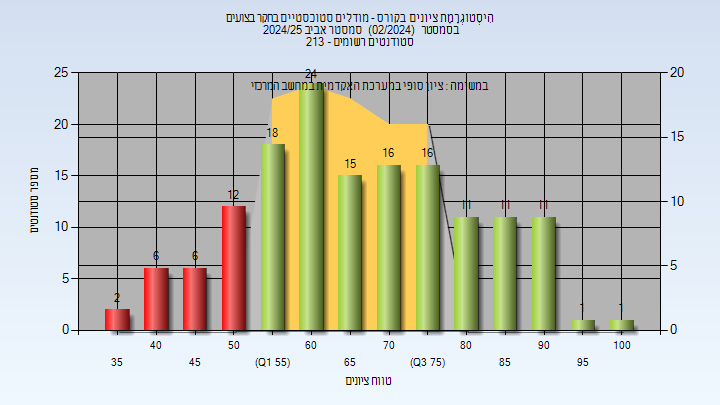 היסטוגרמת ציונים בקורס - מודלים סטוכסטיים בחקר בצועים
בסמסטר (02/2024) סמסטר אביב 2024/25
סטודנטים רשומים - 213
במשימה : ציון סופי במערכת האקדמית במחשב המרכזי
25 20 15 10 5 0
20 15 10 5 0
מספר סטודנטים
2 6 6 12 18 24 15 16 16 11 11 11 1 1
40 50 60 70 80 90 100
35 45 (Q1 55) 65 (Q3 75) 85 95
טווח ציונים